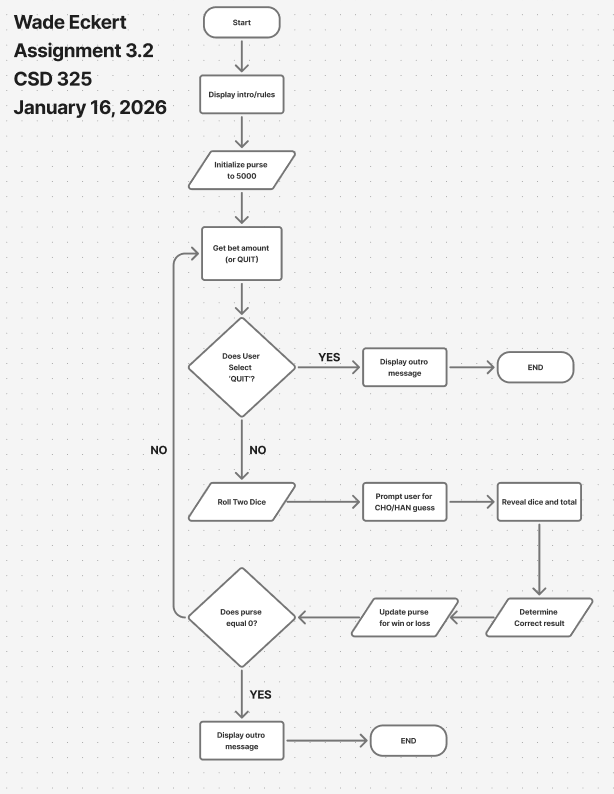 Wade Eckert
Assignment 3.2
CSD 325
January 16, 2026
Start
Display intro/rules
Initialize purse
to 5000
Get bet amount
(or QUIT)
Does User
Select
'QUIT'?
YES
Display outro
message
END
NO
NO
Roll Two Dice
Prompt user for
CHO/HAN guess
Reveal dice and total
Determine
Correct result
Update purse
for win or loss
Does purse
equal 0?
YES
Display outro
message
END